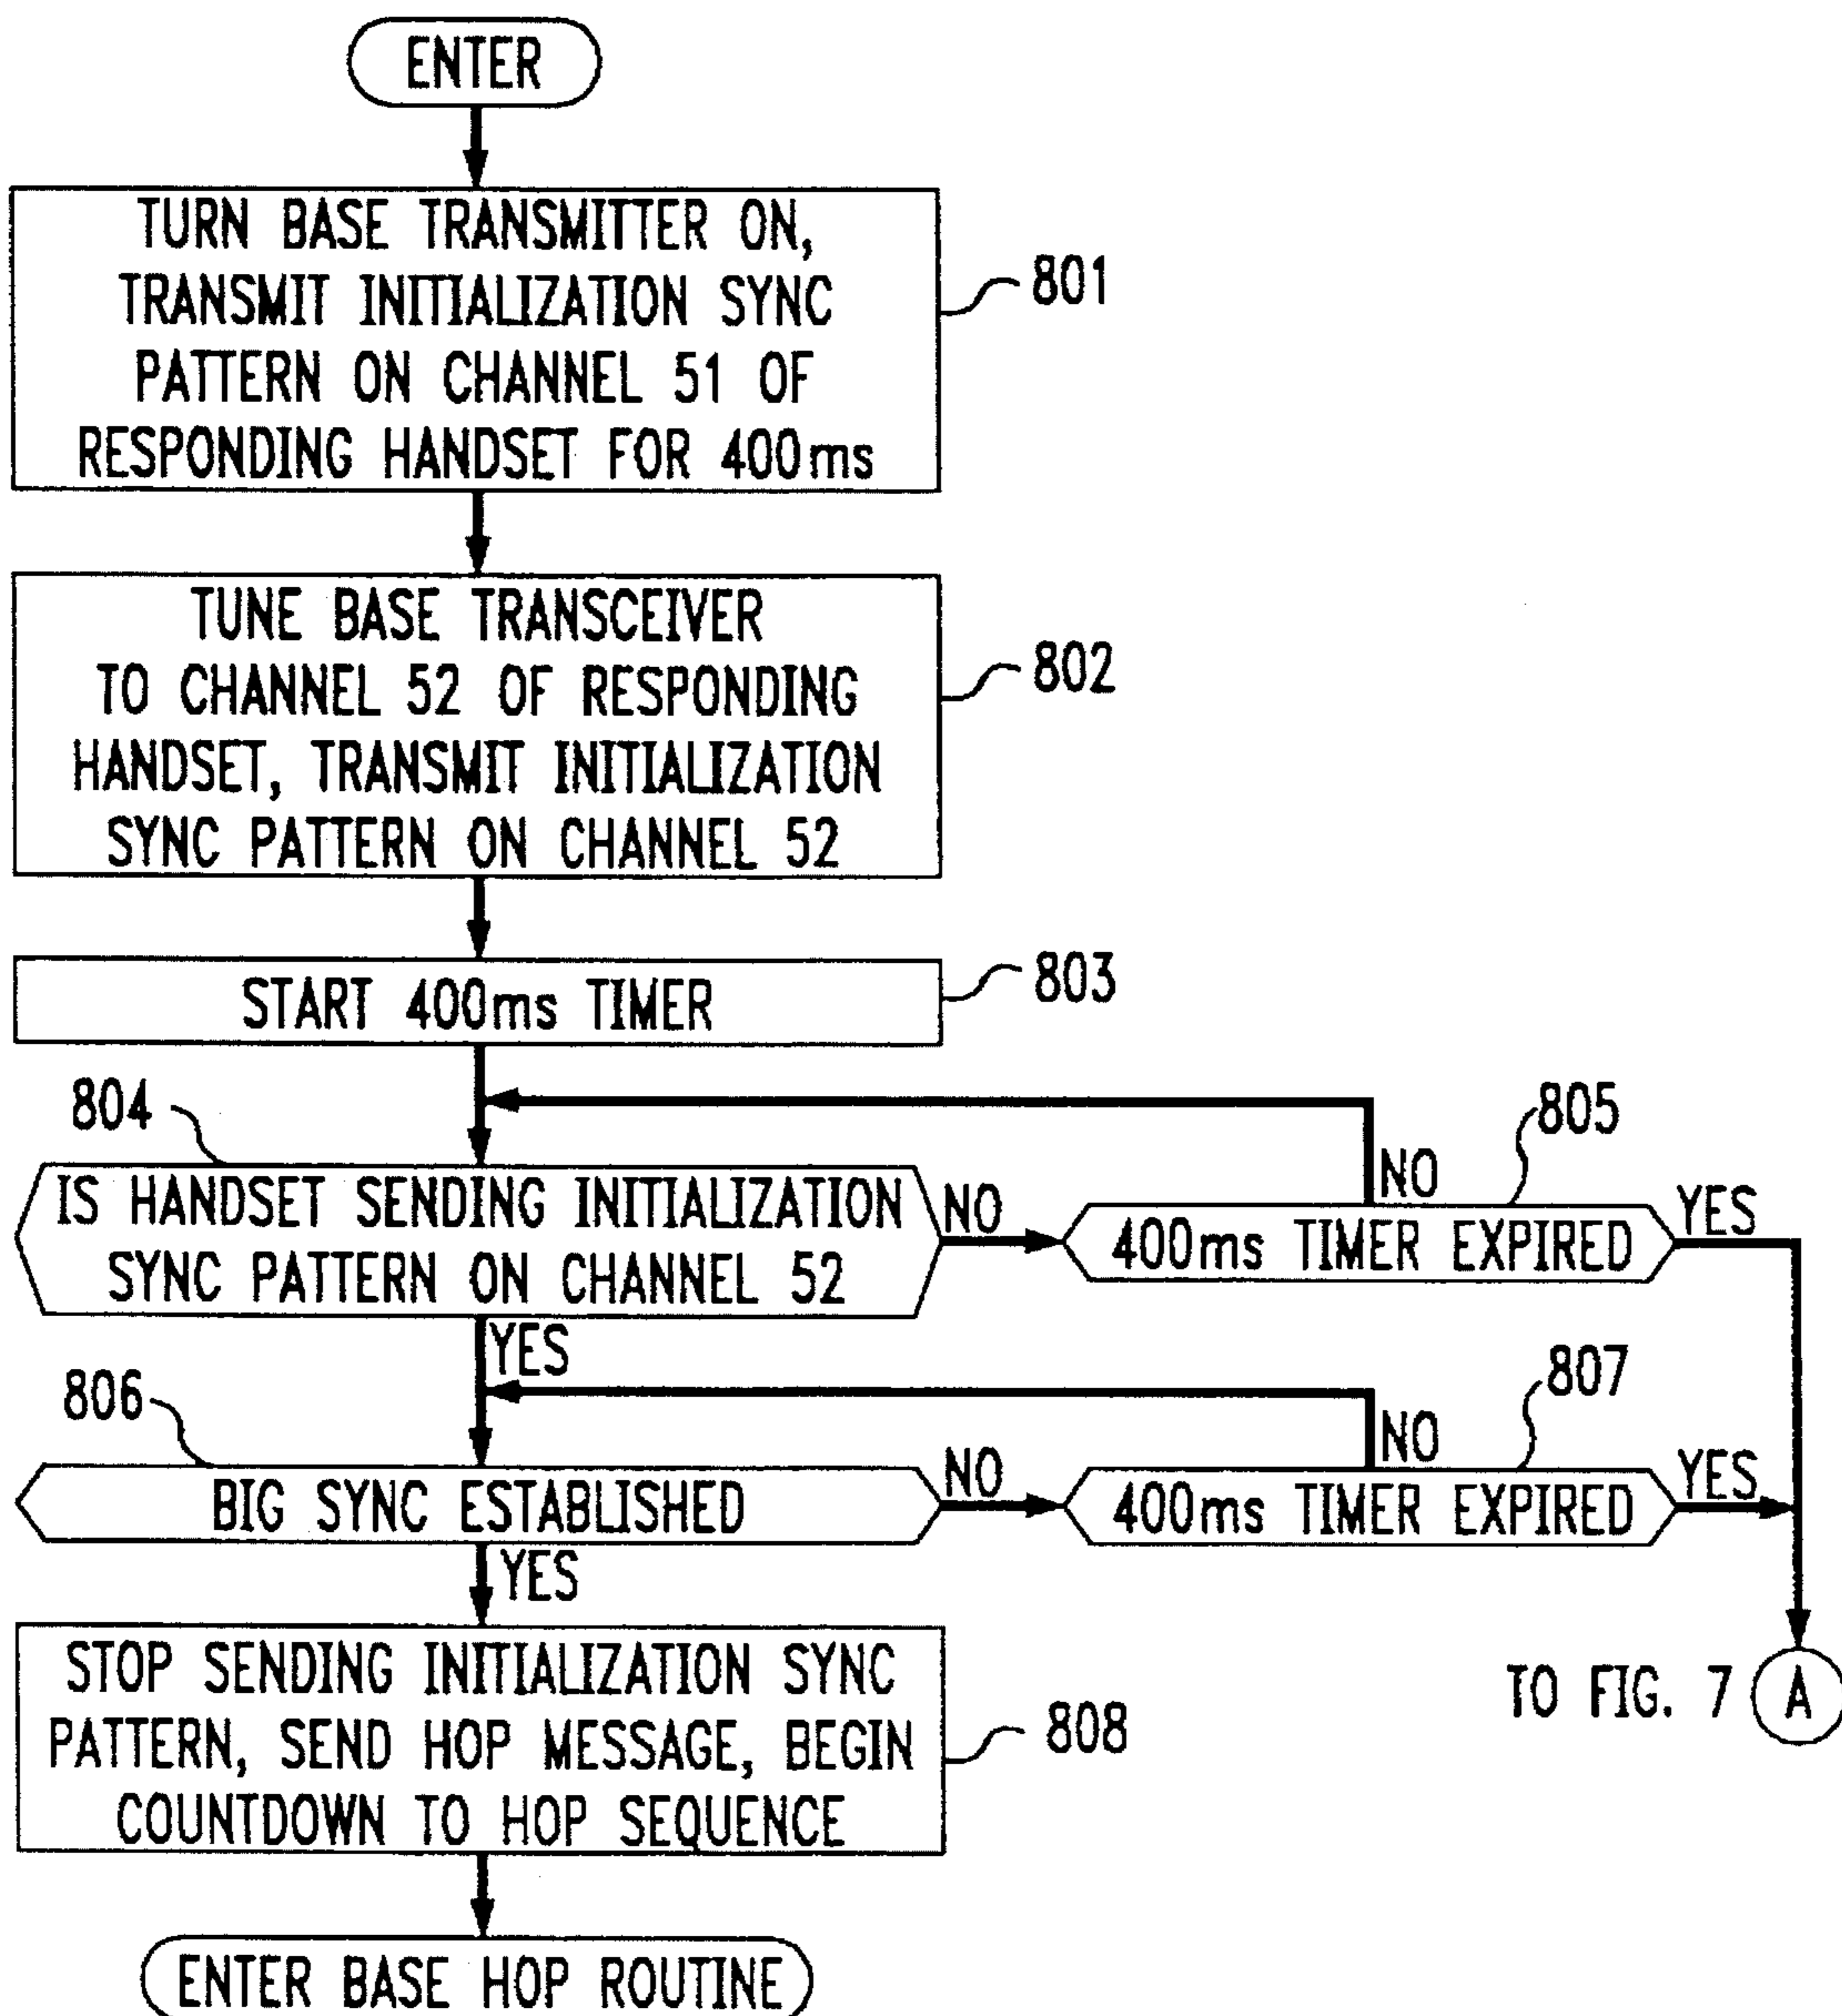 ENTER
TURN BASE TRANSMITTER ON,
TRANSMIT INITIALIZATION SYNC
PATTERN ON CHANNEL 51 OF
RESPONDING HANDSET FOR 400ms
801
TUNE BASE TRANSCEIVER
TO CHANNEL 52 OF RESPONDING
HANDSET, TRANSMIT INITIALIZATION
SYNC PATTERN ON CHANNEL 52
802
START 400ms TIMER
803
804
IS HANDSET SENDING INITIALIZATION
SYNC PATTERN ON CHANNEL 52
NO
805
NO
400ms TIMER EXPIRED
YES
YES
806
BIG SYNC ESTABLISHED
NO
807
NO
400ms TIMER EXPIRED
YES
YES
STOP SENDING INITIALIZATION SYNC
PATTERN, SEND HOP MESSAGE, BEGIN
COUNTDOWN TO HOP SEQUENCE
808
TO FIG. 7 A
ENTER BASE HOP ROUTINE